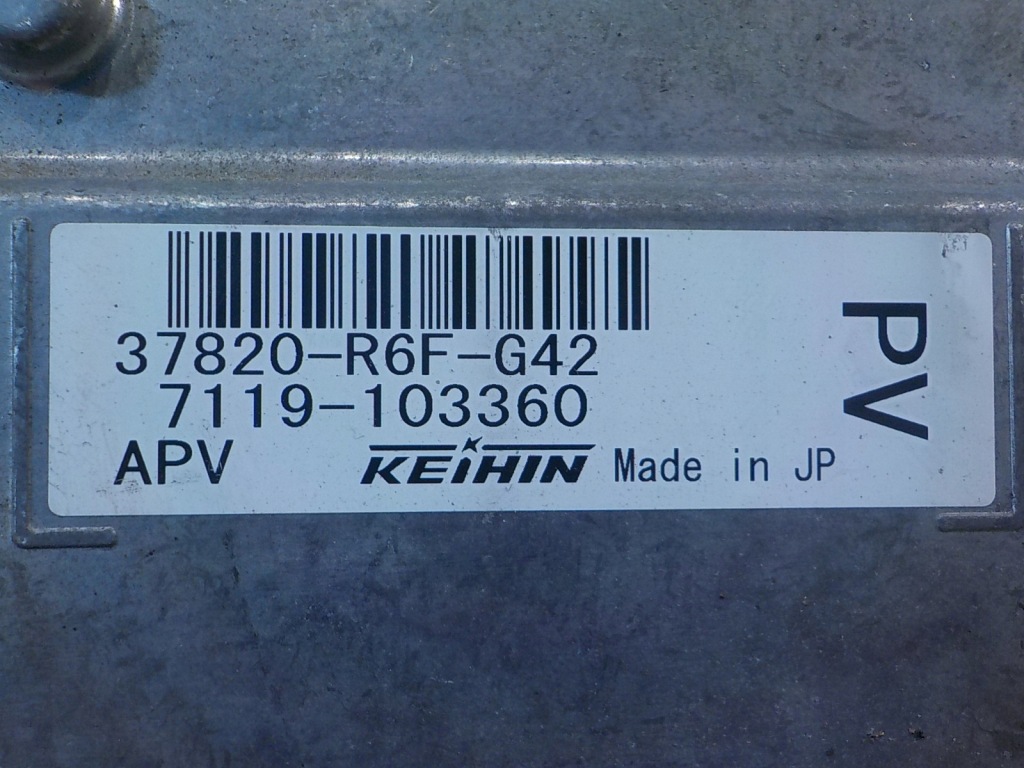 37820-R6F-G42
7119-103360
APV KEIHIN Made in JP
PV